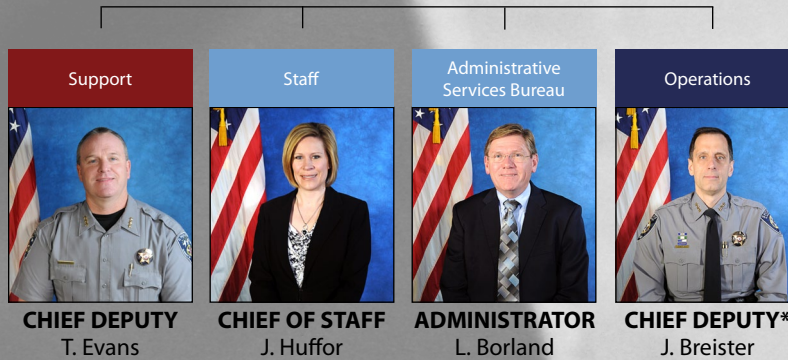 Support
Staff
Administrative
Services Bureau
Operations
CHIEF DEPUTY
T. Evans
CHIEF OF STAFF
J. Huffor
ADMINISTRATOR
L. Borland
CHIEF DEPUTY*
J. Breister